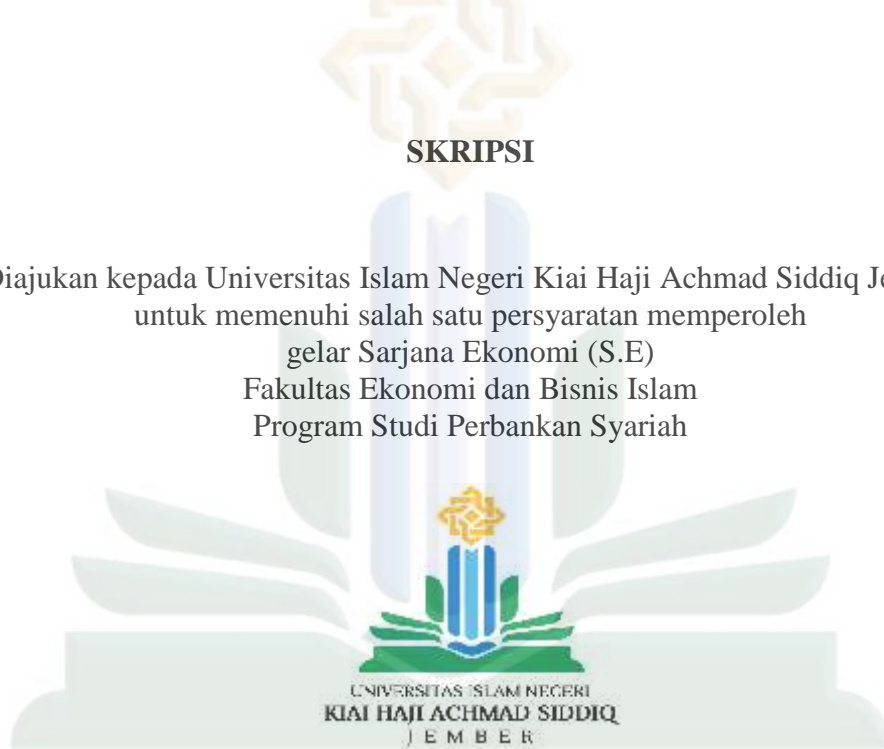 SKRIPSI
Diajukan kepada Universitas Islam Negeri Kiai Haji Achmad Siddiq Je
untuk memenuhi salah satu persyaratan memperoleh
gelar Sarjana Ekonomi (S.E)
Fakultas Ekonomi dan Bisnis Islam
Program Studi Perbankan Syariah
UNIVERSITAS ISLAM NEGERI
KIAI HAJI ACHMAD SIDDIQ
JEMBER